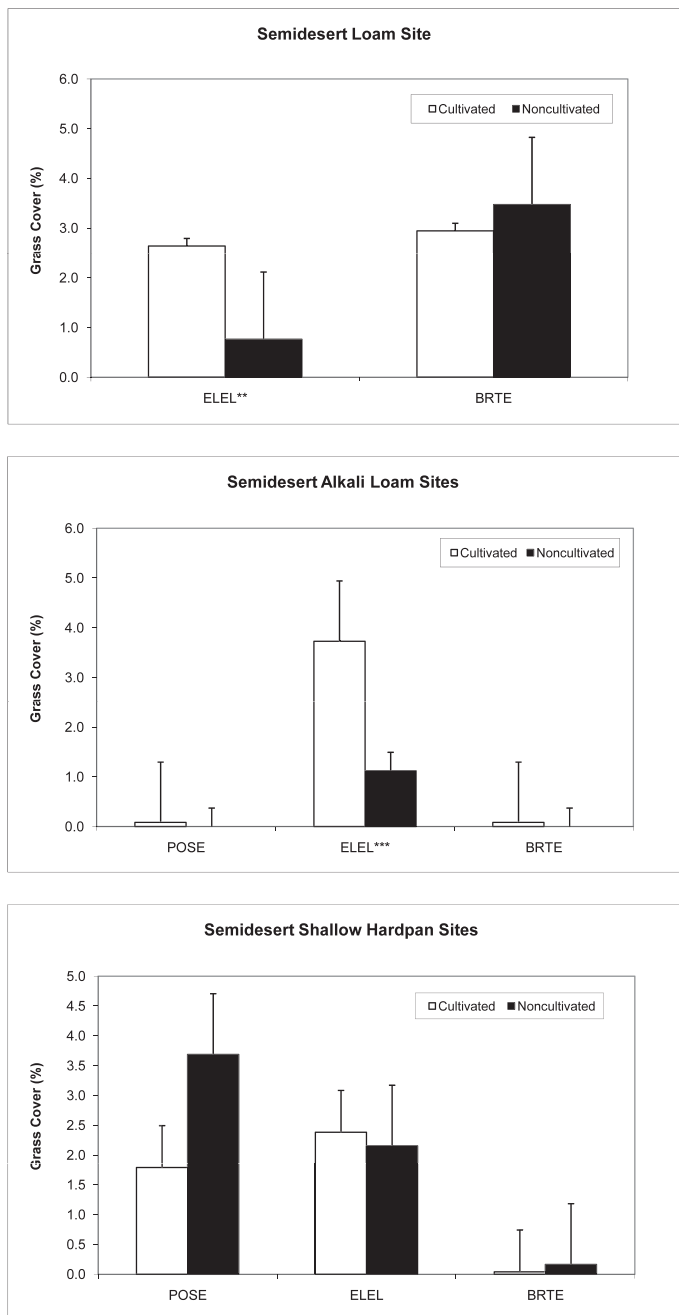 Semidesert Loam Site
Cultivated Noncultivated
Grass Cover (%)
6.0
5.0
4.0
3.0
2.0
1.0
0.0
ELEL** BRTE
Semidesert Alkali Loam Sites
Cultivated Noncultivated
Grass Cover (%)
6.0
5.0
4.0
3.0
2.0
1.0
0.0
POSE ELEL*** BRTE
Semidesert Shallow Hardpan Sites
Cultivated Noncultivated
Grass Cover (%)
5.0
4.5
4.0
3.5
3.0
2.5
2.0
1.5
1.0
0.5
0.0
POSE ELEL BRTE